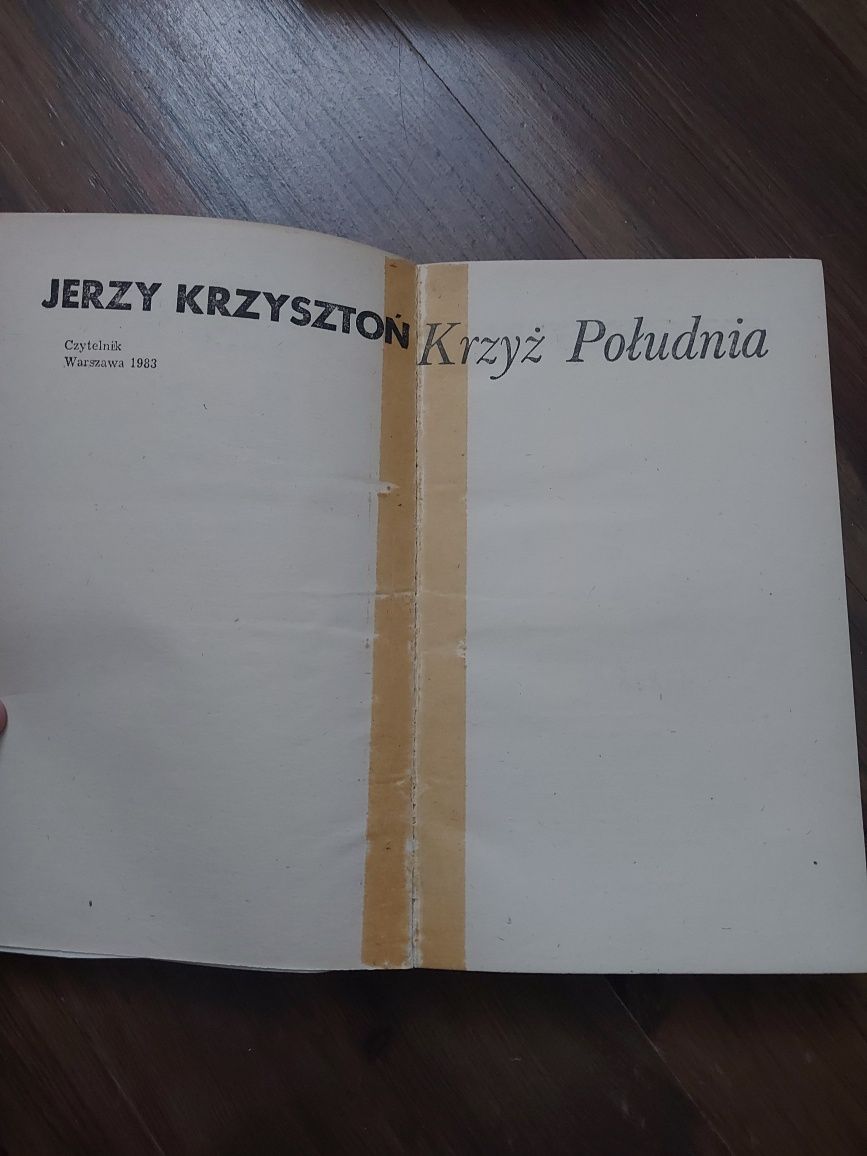 JERZY KRZYSZTOŃ
Czytelnik
Warszawa 1983
Krzyż Południa